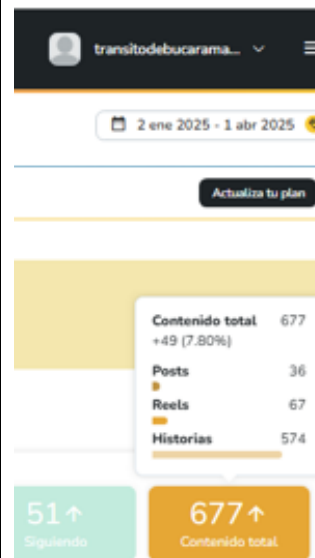 transitodebucarama...
2 ene 2025 - 1 abr 2025
Actualiza tu plan
Contenido total 677
+49 (7.80%)
Posts 36
Reels 67
Historias 574
51↑
Siguiendo
677↑
Contenido total